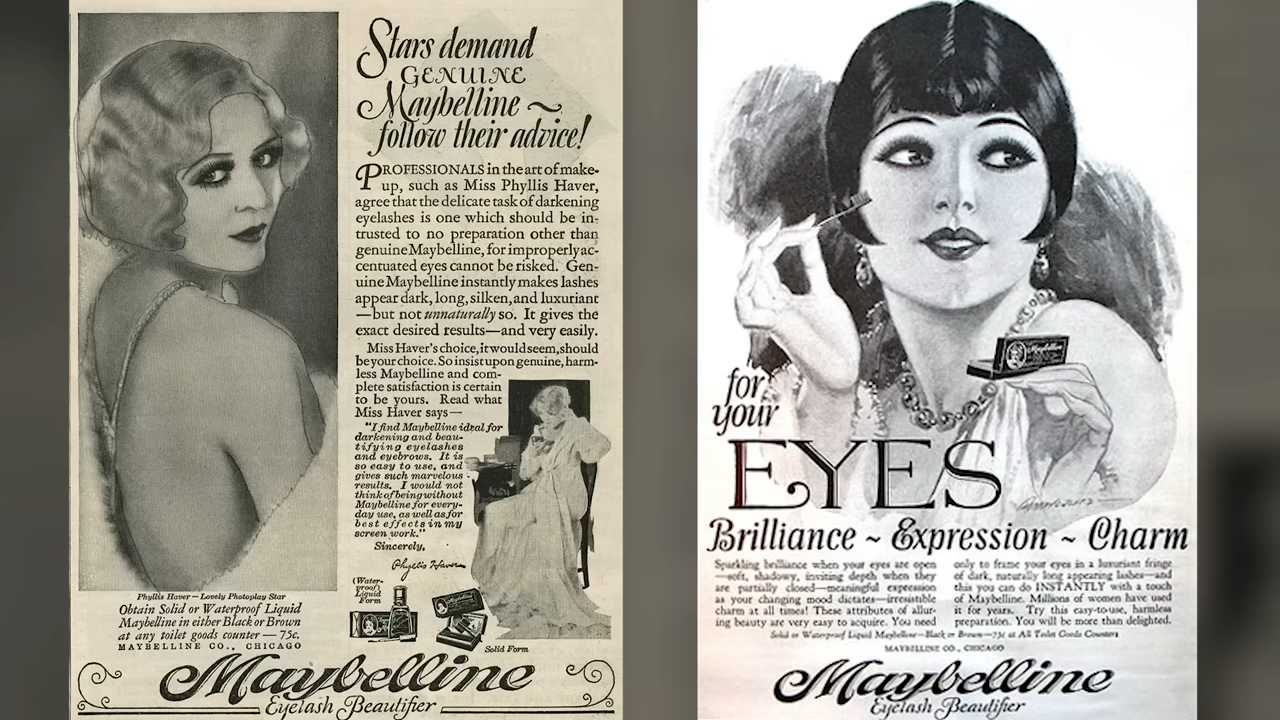 Stars demand
GENUINE
Maybelline ~
follow their advice!
PROFESSIONALS in the art of make-
up, such as Miss Phyllis Haver,
agree that the delicate task of darkening
eyelashes is one which should be in-
trusted to no preparation other than
genuine Maybelline, for improperly ac-
centuated eyes cannot be risked. Gen-
uine Maybelline instantly makes lashes
appear dark, long, silken, and luxuriant
—but not unnaturally so. It gives the
exact desired results—and very easily.
Miss Haver's choice, it would seem, should
be your choice. So insist upon genuine, harm-
less Maybelline and com-
plete satisfaction is certain
to be yours. Read what
Miss Haver says—
"I find Maybelline ideal for
darkening and beau-
tifying eyelashes
and eyebrows. It is
so easy to use, and
gives such marvelous
results. I would not
think of being without
Maybelline for every-
day use, as well as for
best effects in my
screen work."
Sincerely,
Phyllis Haver
(Water-
proof)
Liquid
Form
Solid Form
Phyllis Haver—Lovely Photoplay Star
Obtain Solid or Waterproof Liquid
Maybelline in either Black or Brown
at any toilet goods counter — 75c.
MAYBELLINE CO., CHICAGO
Maybelline
Eyelash Beautifier
Maybelline
for
your
EYES
Brilliance ~ Expression ~ Charm
Sparkling brilliance when your eyes are open
—soft, shadowy, inviting depth when they
are partially closed—meaningful expression
as your changing mood dictates—irresistible
charm at all times! These attributes of allur-
ing beauty are very easy to acquire. You need
only to frame your eyes in a luxuriant fringe
of dark, naturally long appearing lashes—and
this you can do INSTANTLY with a touch
of Maybelline. Millions of women have used
it for years. Try this easy-to-use, harmless
preparation. You will be more than delighted.
Solid or Waterproof Liquid Maybelline—Black or Brown—75c at All Toilet Goods Counters
MAYBELLINE CO., CHICAGO
Maybelline
Eyelash Beautifier